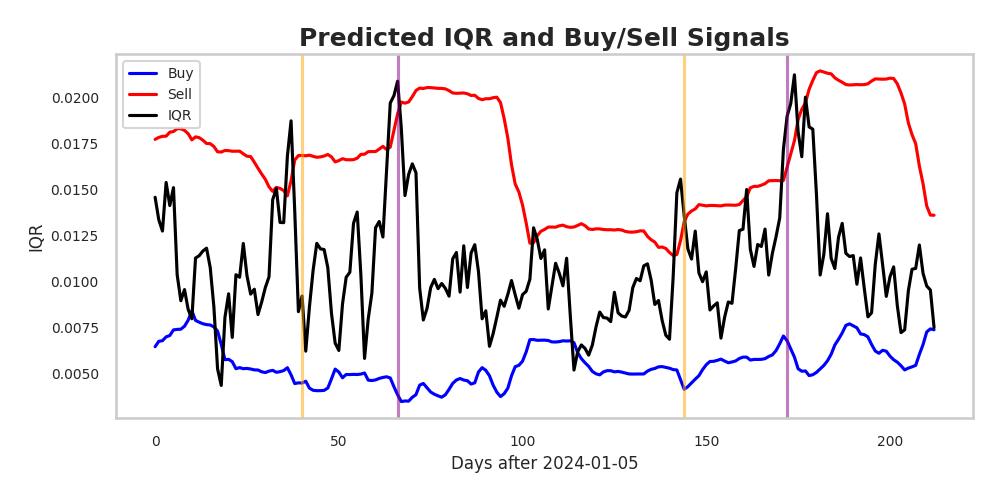 Predicted IQR and Buy/Sell Signals
Buy
Sell
IQR
0.0200
0.0175
0.0150
0.0125
0.0100
0.0075
0.0050
IQR
0
50
100
150
200
Days after 2024-01-05